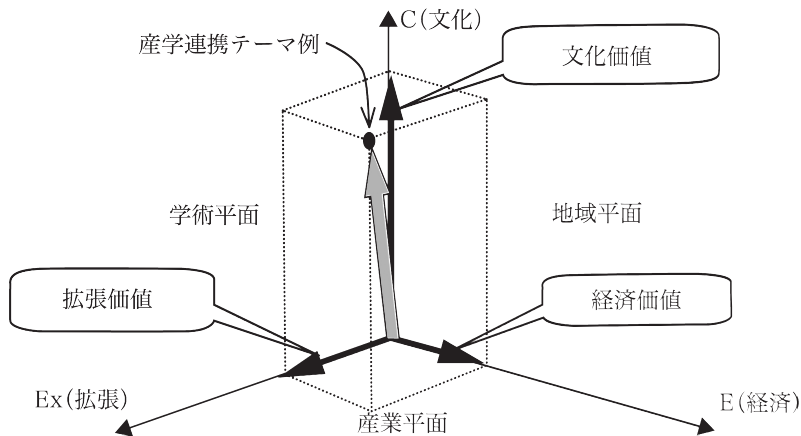 C(文化)
産学連携テーマ例
文化価値
学術平面
地域平面
拡張価値
経済価値
Ex(拡張)
E(経済)
産業平面